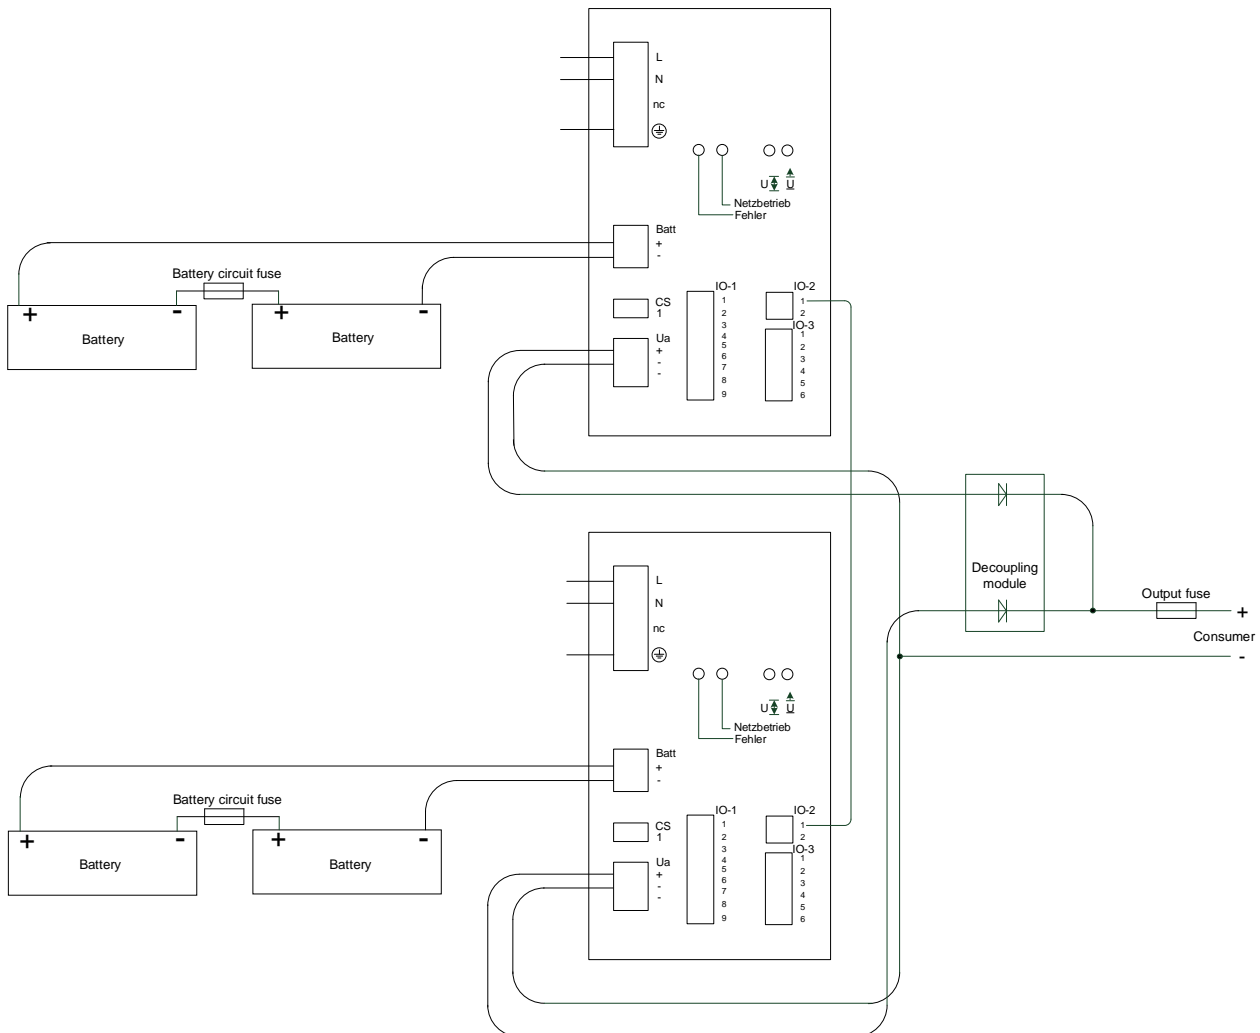 L
N
nc
U U
Netzbetrieb
Fehler
Batt
+
-
Battery circuit fuse
+ - + -
Battery Battery
CS
1
Ua
+
-
-
IO-1
1
2
3
4
5
6
7
8
9
IO-2
1
2
IO-3
1
2
3
4
5
6
Decoupling
module
Output fuse
+
Consumer
-
L
N
nc
U U
Netzbetrieb
Fehler
Batt
+
-
Battery circuit fuse
+ - + -
Battery Battery
CS
1
Ua
+
-
-
IO-1
1
2
3
4
5
6
7
8
9
IO-2
1
2
IO-3
1
2
3
4
5
6